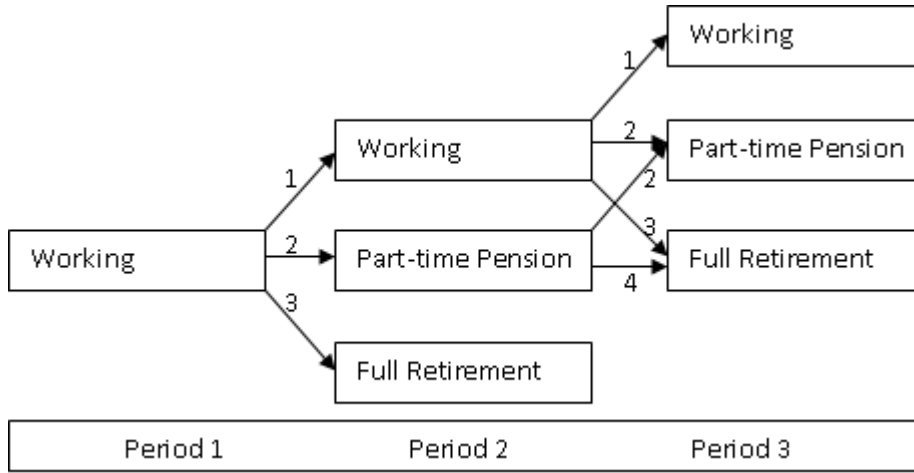 Working
1
Working
2
Part-time Pension
1
2
Working
2
Part-time Pension
3
Full Retirement
4
3
Full Retirement
Period 1 Period 2 Period 3